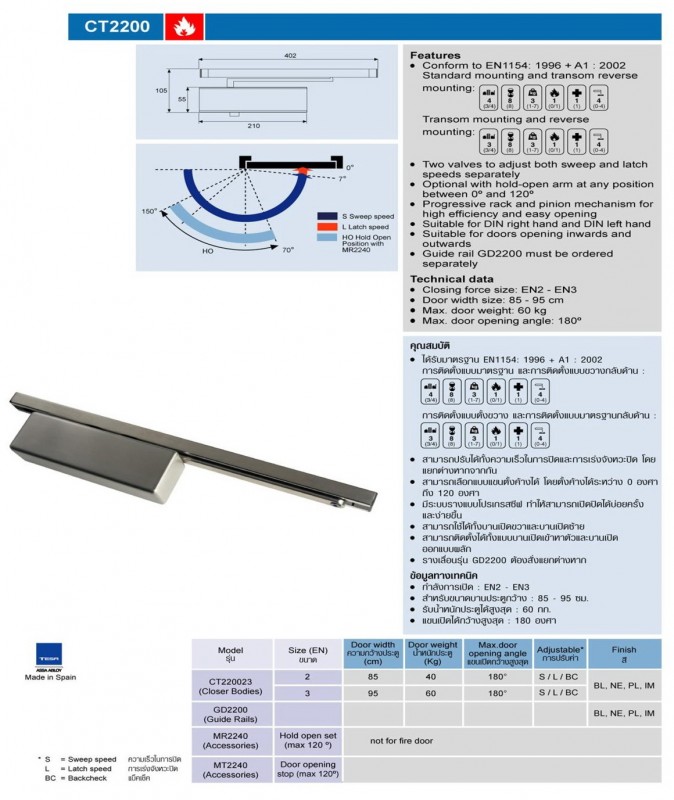 CT2200
402
105
55
210
0º
7º
150º
HO
70º
S Sweep speed
L Latch speed
HO Hold Open
Position with
MR2240
Features
• Conform to EN1154: 1996 + A1 : 2002
Standard mounting and transom reverse
mounting: 4 8 3 1 1 4
(3/4) (8) (1-7) (0/1) (1) (0-4)
Transom mounting and reverse
mounting: 3 8 3 1 1 4
(3/4) (8) (1-7) (0/1) (1) (0-4)
• Two valves to adjust both sweep and latch
speeds separately
• Optional with hold-open arm at any position
between 0º and 120º
• Progressive rack and pinion mechanism for
high efficiency and easy opening
• Suitable for DIN right hand and DIN left hand
• Suitable for doors opening inwards and
outwards
• Guide rail GD2200 must be ordered
separately
Technical data
• Closing force size: EN2 - EN3
• Door width size: 85 - 95 cm
• Max. door weight: 60 kg
• Max. door opening angle: 180º
คุณสมบัติ
• ได้รับมาตรฐาน EN1154: 1996 + A1 : 2002
การติดตั้งแบบมาตรฐาน และการติดตั้งแบบขวางกลับด้าน :
4 8 3 1 1 4
(3/4) (8) (1-7) (0/1) (1) (0-4)
การติดตั้งแบบตั้งขวาง และการติดตั้งแบบมาตรฐานกลับด้าน :
3 8 3 1 1 4
(3/4) (8) (1-7) (0/1) (1) (0-4)
• สามารถปรับได้ทั้งความเร็วในการปิดและการเร่งจังหวะปิด โดย
แยกต่างหากจากกัน
• สามารถเลือกแบบแขนตั้งค้างได้ โดยตั้งค้างได้ระหว่าง 0 องศา
ถึง 120 องศา
• มีระบบรางแบบโปรเกรสซีฟ ทำให้สามารถเปิดปิดได้บ่อยครั้ง
และง่ายขึ้น
• สามารถใช้ได้ทั้งบานเปิดขวาและบานเปิดซ้าย
• สามารถติดตั้งได้ทั้งแบบบานเปิดเข้าหาตัวและบานเปิด
ออกแบบผลัก
• รางเลื่อนรุ่น GD2200 ต้องสั่งแยกต่างหาก
ข้อมูลทางเทคนิค
• กำลังการเปิด : EN2 - EN3
• สำหรับขนาดบานประตูกว้าง : 85 - 95 ซม.
• รับน้ำหนักประตูได้สูงสุด : 60 กก.
• แขนเปิดได้กว้างสูงสุด : 180 องศา
TESA
ASSA ABLOY
Made in Spain
Model รุ่น Size (EN) ขนาด Door width ความกว้างประตู (cm) Door weight น้ำหนักประตู (Kg) Max.door opening angle แขนเปิดกว้างสูงสุด Adjustable* การปรับค่า Finish สี
CT220023 (Closer Bodies) 2 85 40 180° S / L / BC BL, NE, PL, IM
3 95 60 180° S / L / BC
GD2200 (Guide Rails) BL, NE, PL, IM
MR2240 (Accessories) Hold open set (max 120 º) not for fire door
MT2240 (Accessories) Door opening stop (max 120º)
* S = Sweep speed ความเร็วในการปิด
L = Latch speed การเร่งจังหวะปิด
BC = Backcheck แบ็คเช็ค